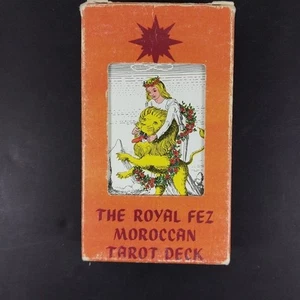 THE ROYAL FEZ
MOROCCAN
TAROT DECK